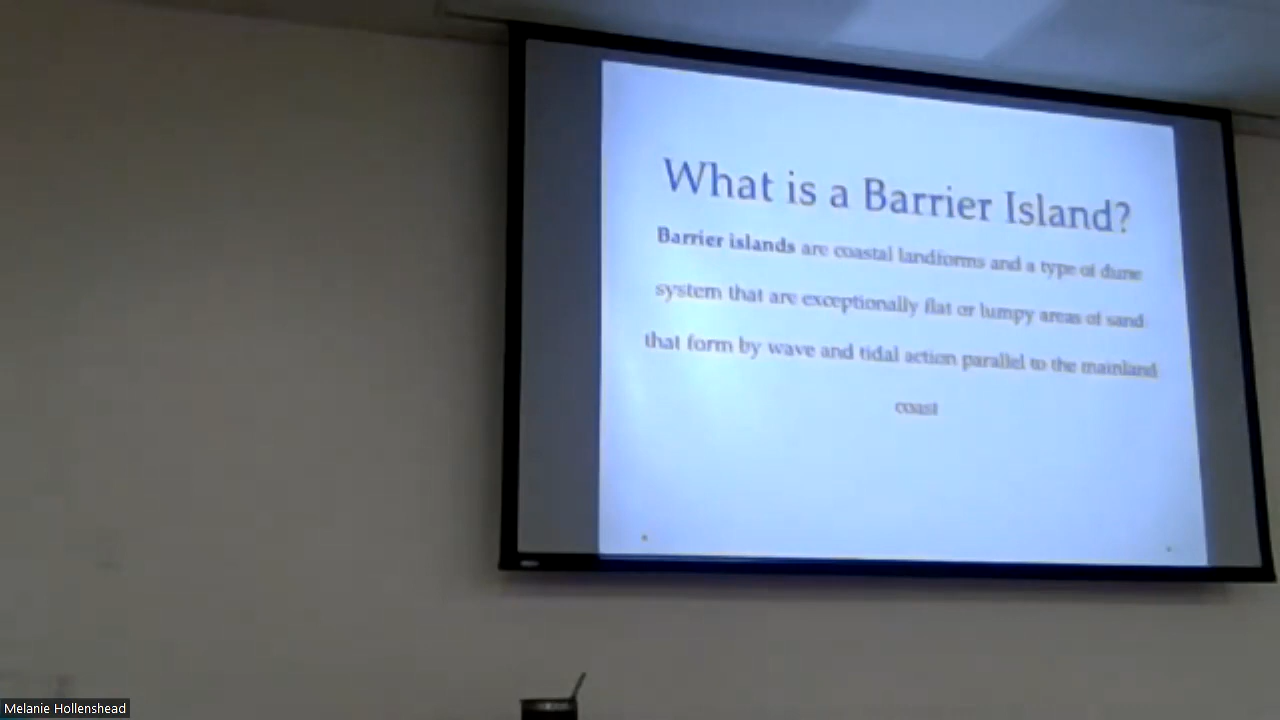 What is a Barrier Island?
Barrier islands are coastal landforms and a type of dune
system that are exceptionally flat or lumpy areas of sand
that form by wave and tidal action parallel to the mainland
coast
Melanie Hollenshead